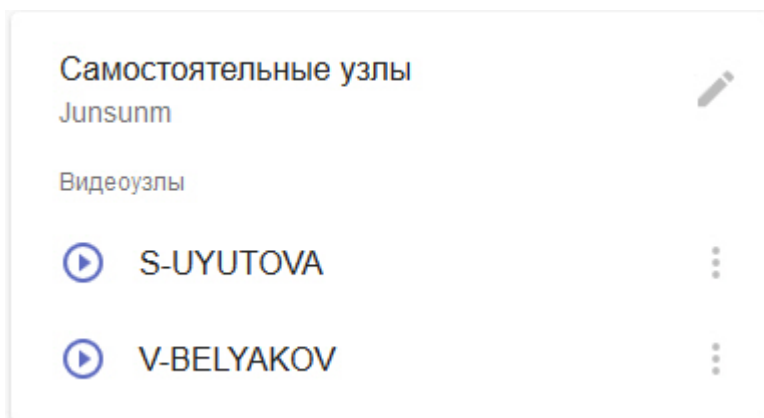 Самостоятельные узлы
Junsunm
Видеоузлы
S-UYUTOVA
V-BELYAKOV